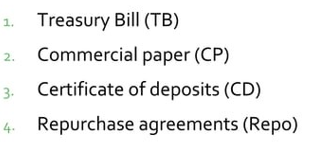 1. Treasury Bill (TB)
2. Commercial paper (CP)
3. Certificate of deposits (CD)
4. Repurchase agreements (Repo)